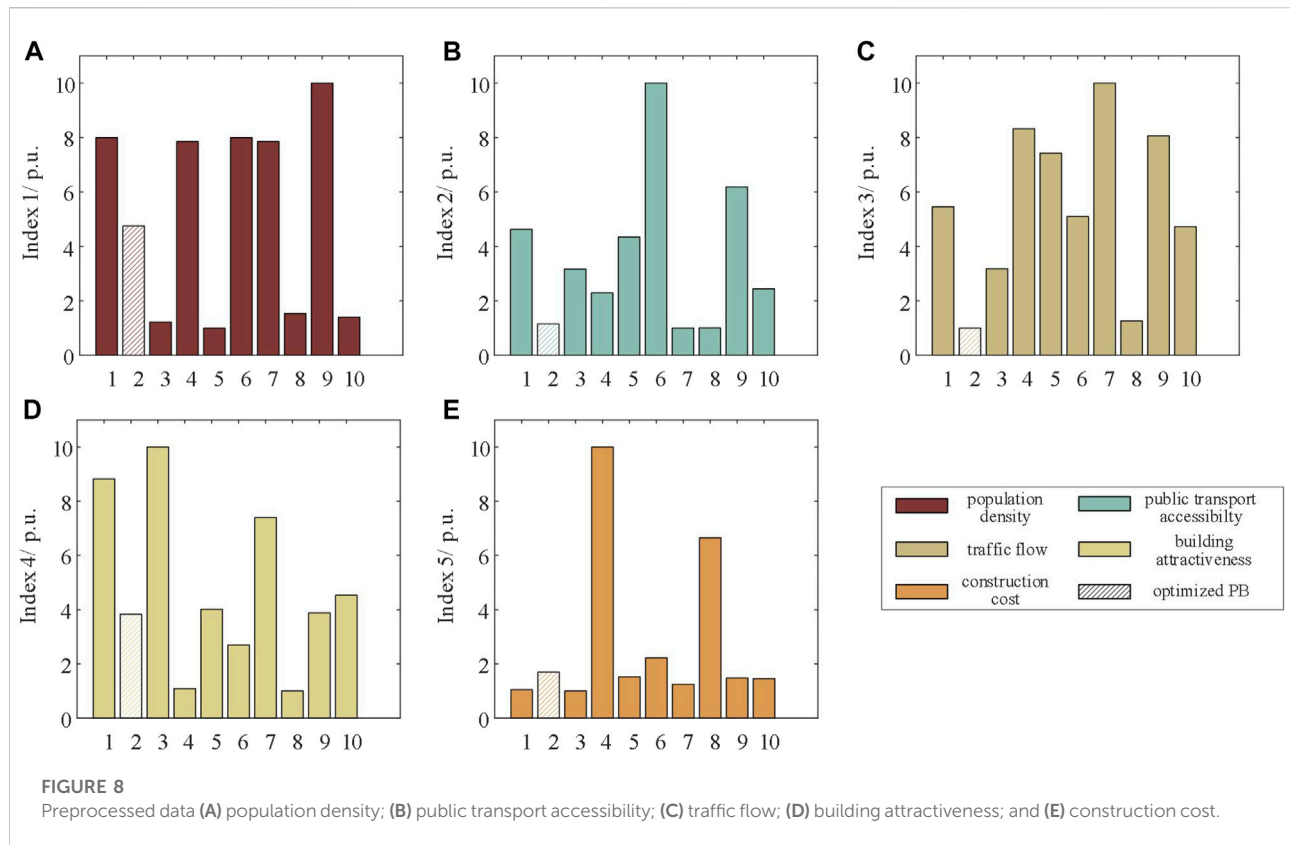 A
Index 1/ p.u.
10
8
6
4
2
0
1 2 3 4 5 6 7 8 9 10
B
Index 2/ p.u.
10
8
6
4
2
0
1 2 3 4 5 6 7 8 9 10
C
Index 3/ p.u.
10
8
6
4
2
0
1 2 3 4 5 6 7 8 9 10
D
Index 4/ p.u.
10
8
6
4
2
0
1 2 3 4 5 6 7 8 9 10
E
Index 5/ p.u.
10
8
6
4
2
0
1 2 3 4 5 6 7 8 9 10
population
density
public transport
accessibilty
traffic flow
building
attractiveness
construction
cost
optimized PB
FIGURE 8
Preprocessed data (A) population density; (B) public transport accessibility; (C) traffic flow; (D) building attractiveness; and (E) construction cost.